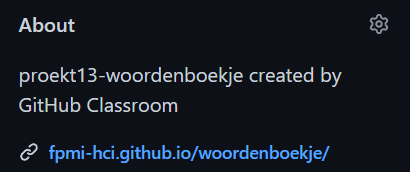 About
proekt13-woordenboekje created by
GitHub Classroom
fpmi-hci.github.io/woordenboekje/